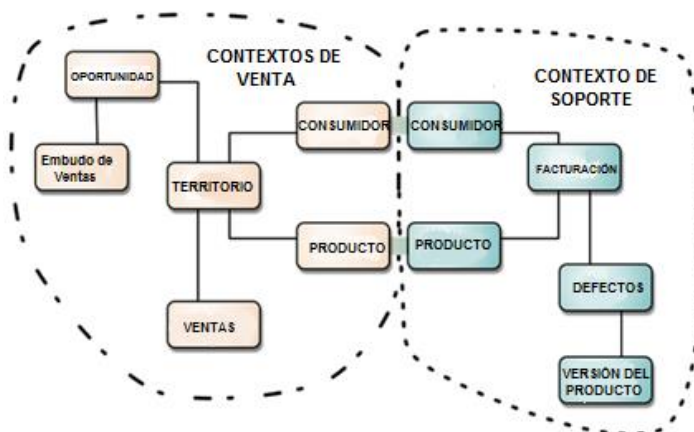 CONTEXTOS DE
VENTA
OPORTUNIDAD
Embudo de
Ventas
TERRITORIO
CONSUMIDOR
PRODUCTO
VENTAS
CONTEXTO DE
SOPORTE
CONSUMIDOR
FACTURACIÓN
PRODUCTO
DEFECTOS
VERSIÓN DEL
PRODUCTO